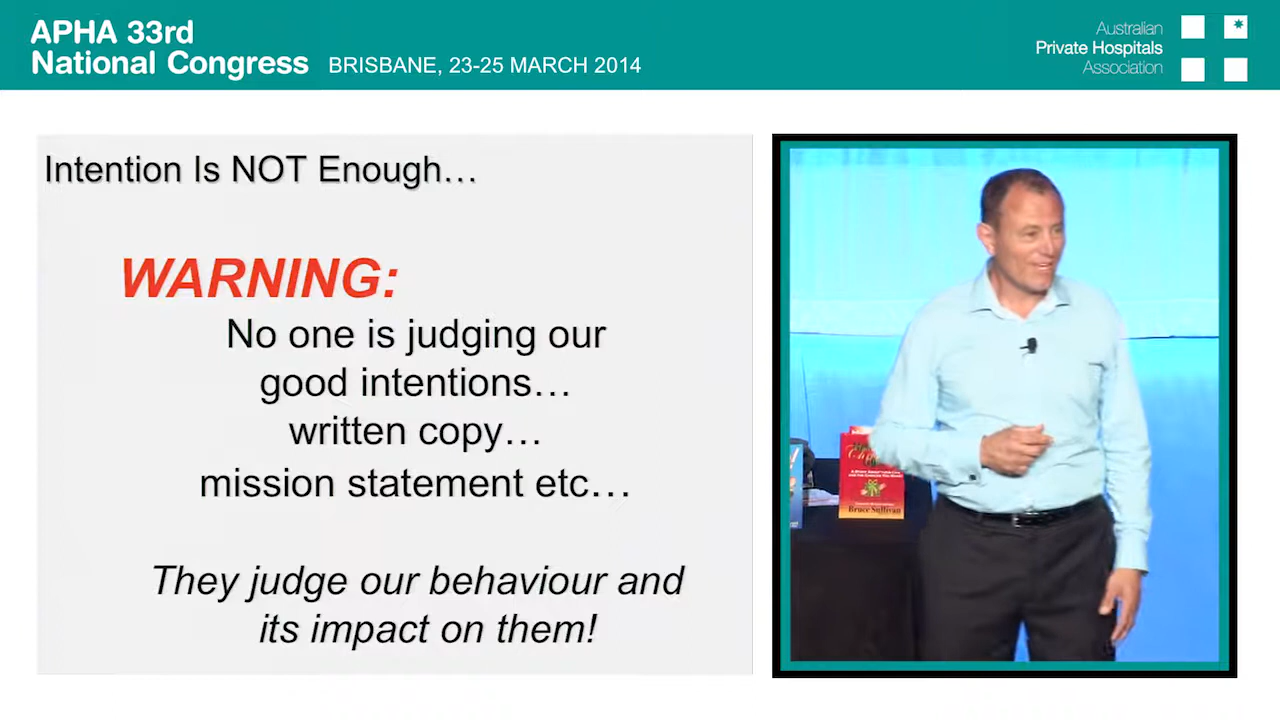 APHA 33rd
National Congress BRISBANE, 23-25 MARCH 2014
Australian
Private Hospitals
Association
Intention Is NOT Enough…
WARNING:
No one is judging our
good intentions…
written copy…
mission statement etc…
They judge our behaviour and
its impact on them!
Bruce Sullivan